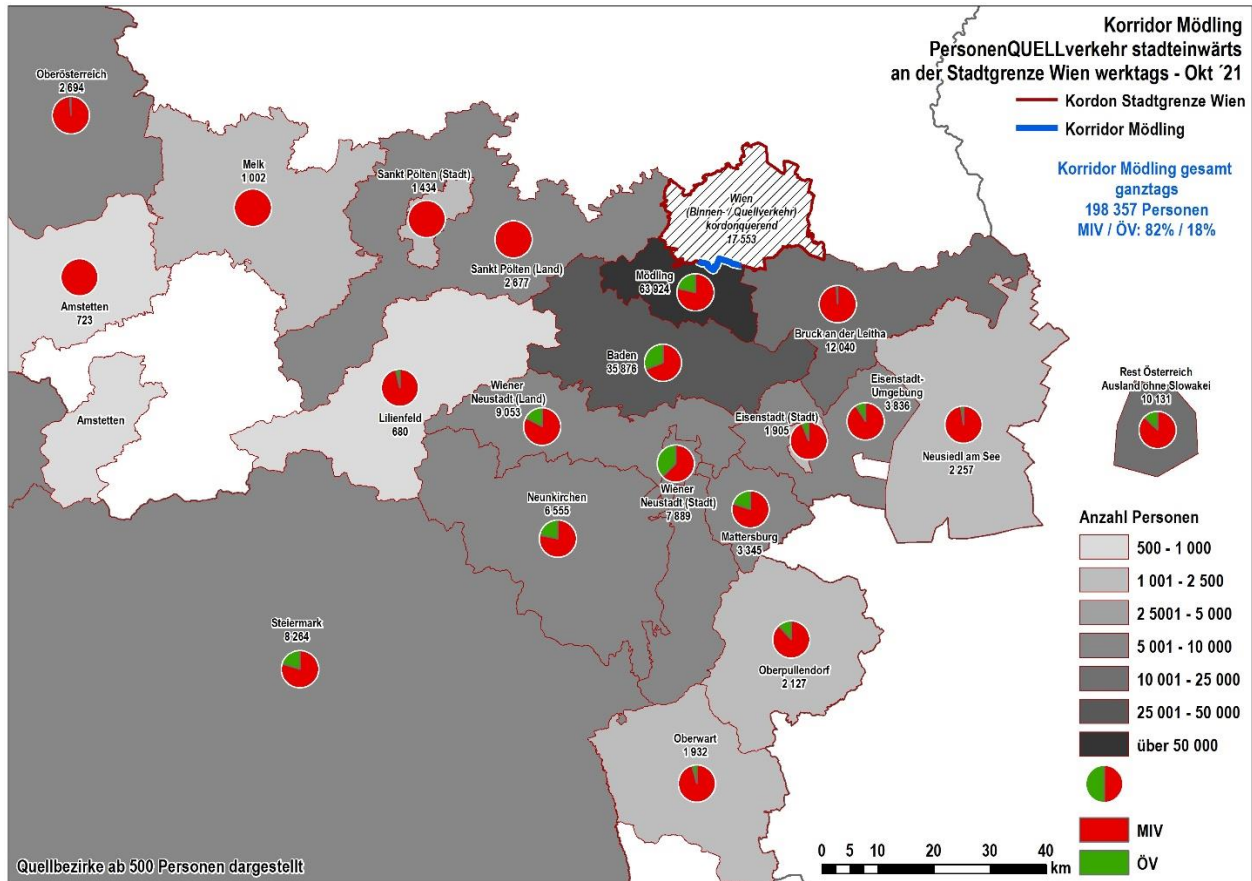 Korridor Mödling
PersonenQUELLverkehr stadteinwärts
an der Stadtgrenze Wien werktags - Okt ´21
Kordon Stadtgrenze Wien
Korridor Mödling
Korridor Mödling gesamt
ganztags
198 357 Personen
MIV / ÖV: 82% / 18%
Oberösterreich
2 694
Melk
1 002
Sankt Pölten (Stadt)
1 434
Sankt Pölten (Land)
2 677
Wien
(Binnen- / Quellverkehr)
kordonquerend
17 553
Mödling
63 924
Bruck an der Leitha
12 040
Amstetten
723
Baden
35 876
Wiener
Neustadt (Land)
9 053
Lilienfeld
680
Amstetten
Eisenstadt (Stadt)
1 905
Eisenstadt-
Umgebung
3 836
Neusiedl am See
2 257
Rest Österreich
Ausland ohne Slowakei
10 131
Wiener
Neustadt (Stadt)
7 889
Neunkirchen
6 555
Mattersburg
3 345
Steiermark
8 264
Oberpullendorf
2 127
Oberwart
1 932
Anzahl Personen
500 - 1 000
1 001 - 2 500
2 5001 - 5 000
5 001 - 10 000
10 001 - 25 000
25 001 - 50 000
über 50 000
MIV
ÖV
0 5 10 20 30 40
km
Quellbezirke ab 500 Personen dargestellt